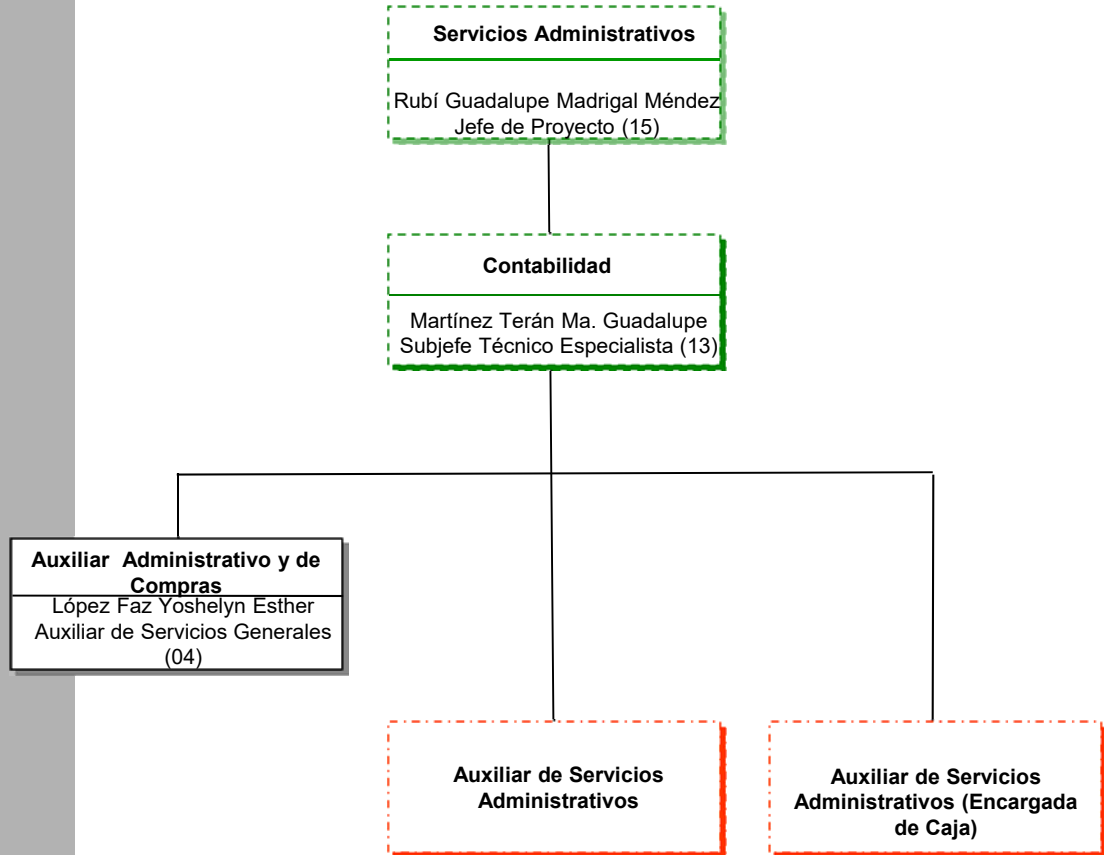 Servicios Administrativos
Rubí Guadalupe Madrigal Méndez
Jefe de Proyecto (15)
Contabilidad
Martínez Terán Ma. Guadalupe
Subjefe Técnico Especialista (13)
Auxiliar Administrativo y de
Compras
López Faz Yoshelyn Esther
Auxiliar de Servicios Generales
(04)
Auxiliar de Servicios
Administrativos
Auxiliar de Servicios
Administrativos (Encargada
de Caja)